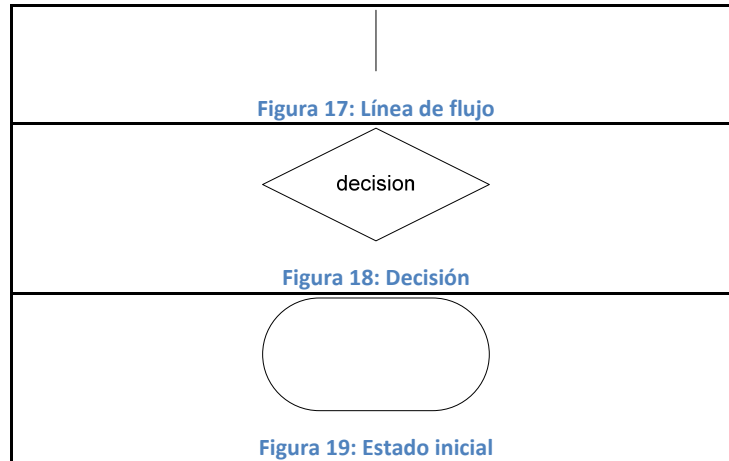 Figura 17: Línea de flujo
decision
Figura 18: Decisión
Figura 19: Estado inicial